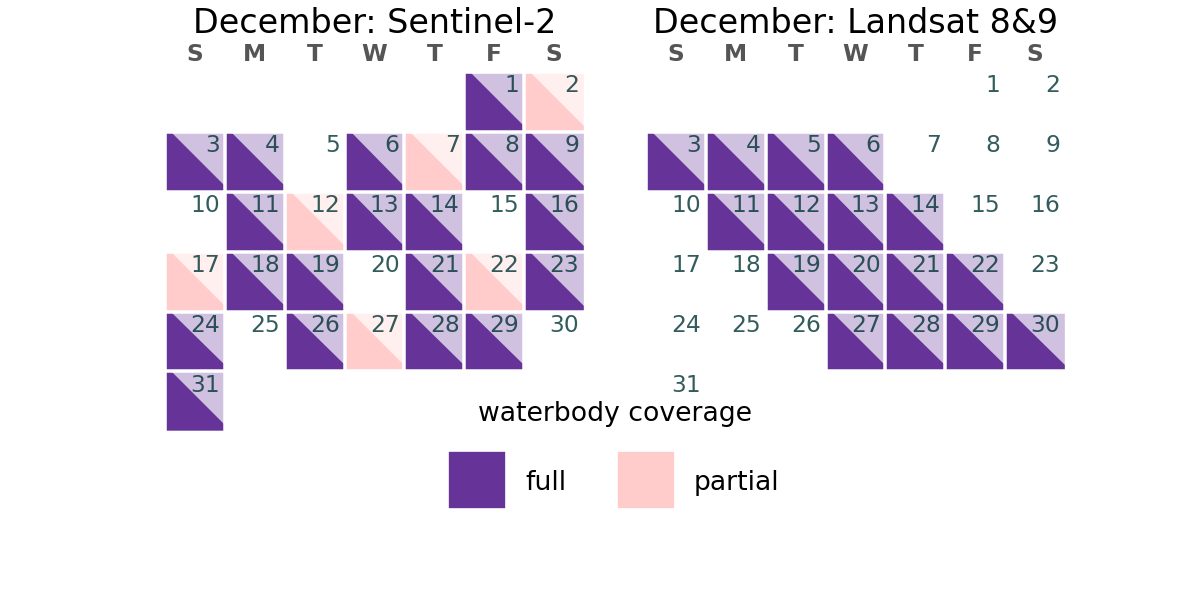 December: Sentinel-2
S M T W T F S
1 2
3 4 5 6 7 8 9
10 11 12 13 14 15 16
17 18 19 20 21 22 23
24 25 26 27 28 29 30
31
December: Landsat 8&9
S M T W T F S
1 2
3 4 5 6 7 8 9
10 11 12 13 14 15 16
17 18 19 20 21 22 23
24 25 26 27 28 29 30
31
waterbody coverage
full partial